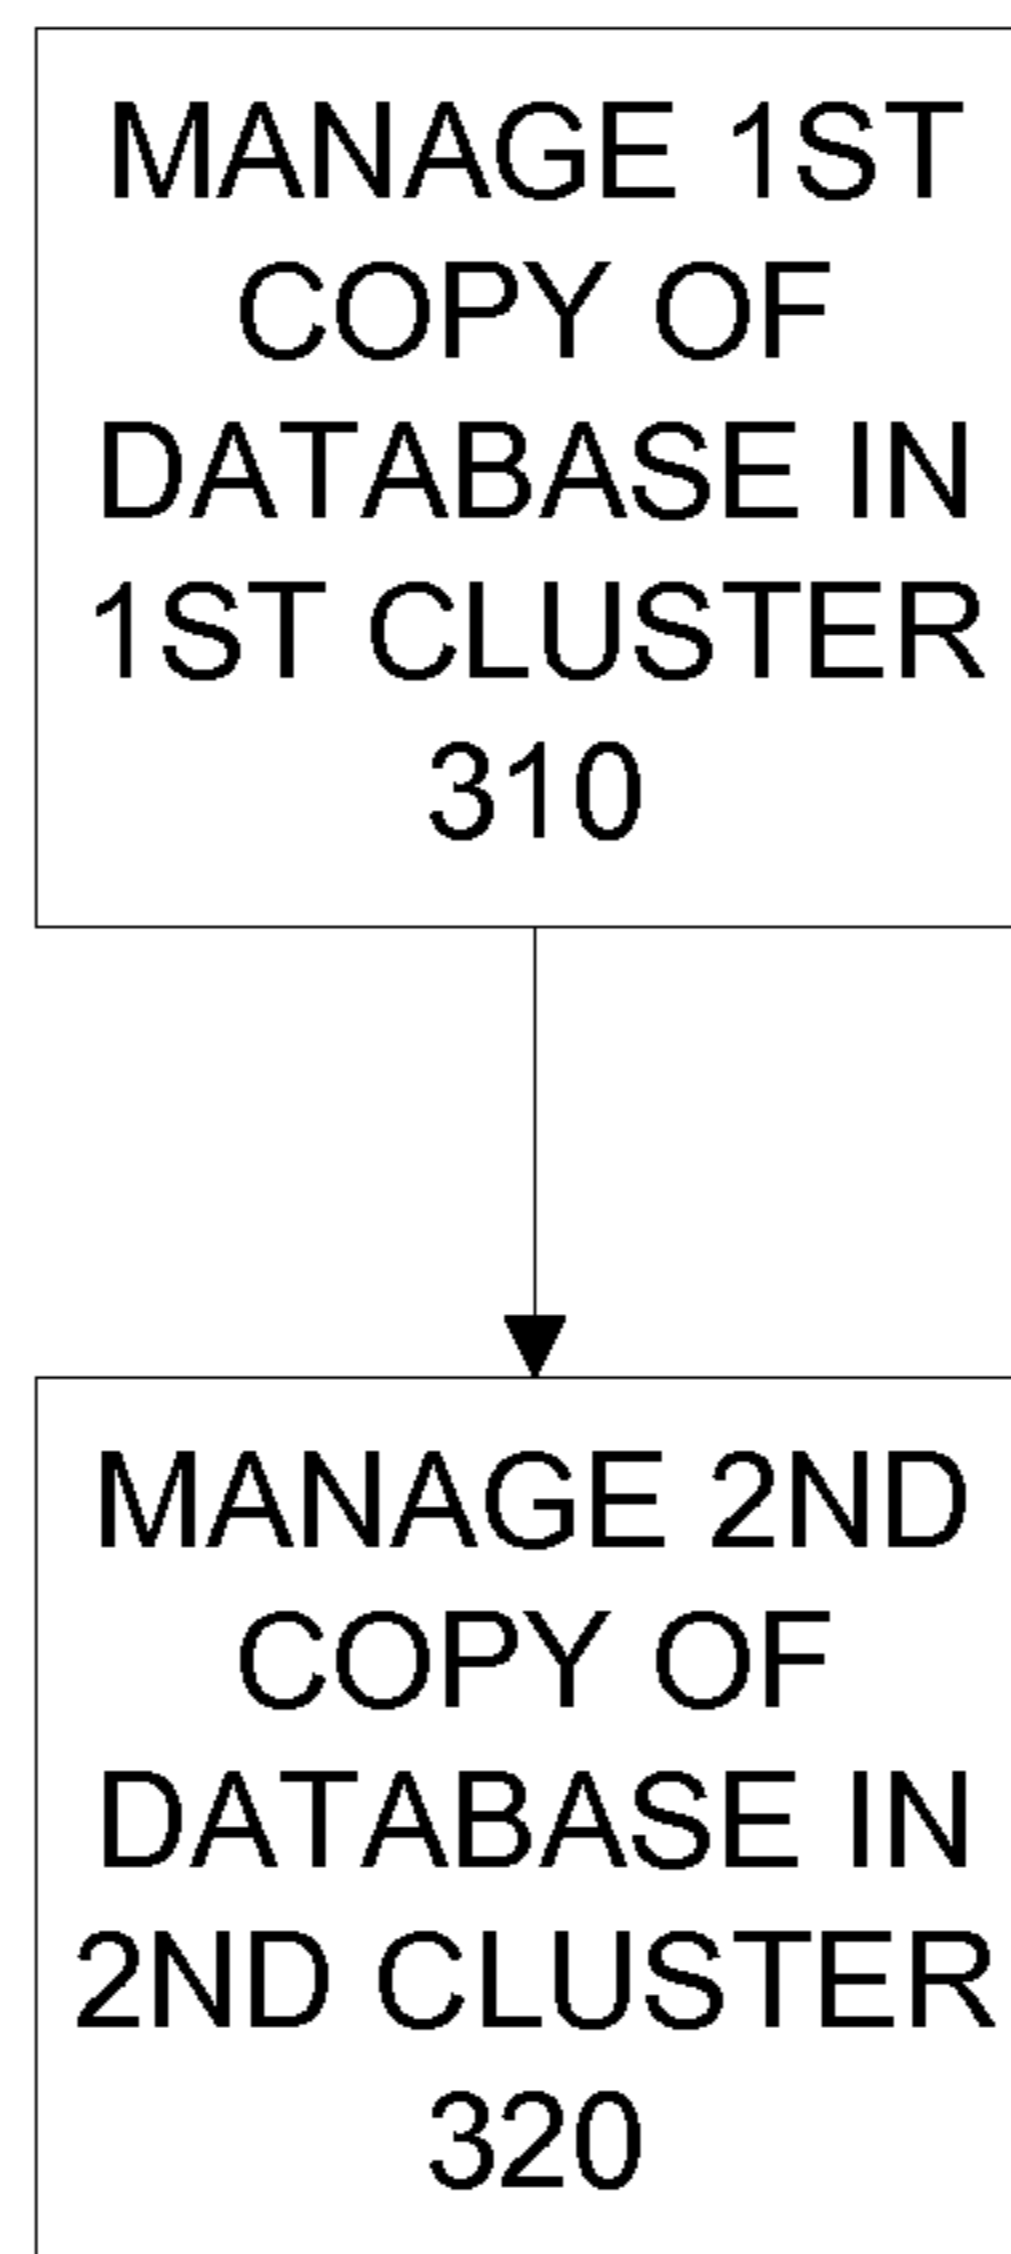 MANAGE 1ST
COPY OF
DATABASE IN
1ST CLUSTER
310
MANAGE 2ND
COPY OF
DATABASE IN
2ND CLUSTER
320